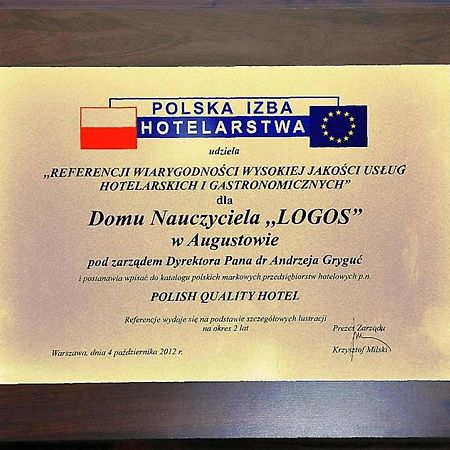 POLSKA IZBA
HOTELARSTWA
udziela
„REFERENCJI WIARYGODNOŚCI WYSOKIEJ JAKOŚCI USŁUG
HOTELARSKICH I GASTRONOMICZNYCH”
dla
Domu Nauczyciela „LOGOS”
w Augustowie
pod zarządem Dyrektora Pana dr Andrzeja Gryguć
i postanawia wpisać do katalogu polskich markowych przedsiębiorstw hotelowych p.n.
POLISH QUALITY HOTEL
Referencje wydaje się na podstawie szczegółowych lustracji
na okres 2 lat
Prezes Zarządu
Warszawa, dnia 4 października 2012 r.
Krzysztof Milski